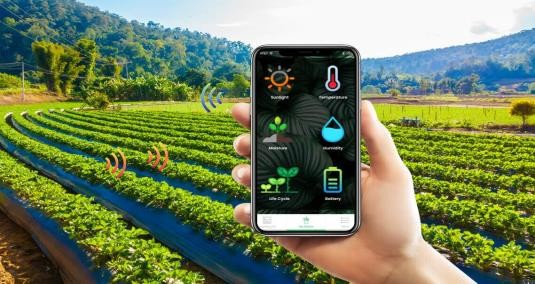 Sunlight
Temperature
Moisture
Humidity
Life Cycle
Battery